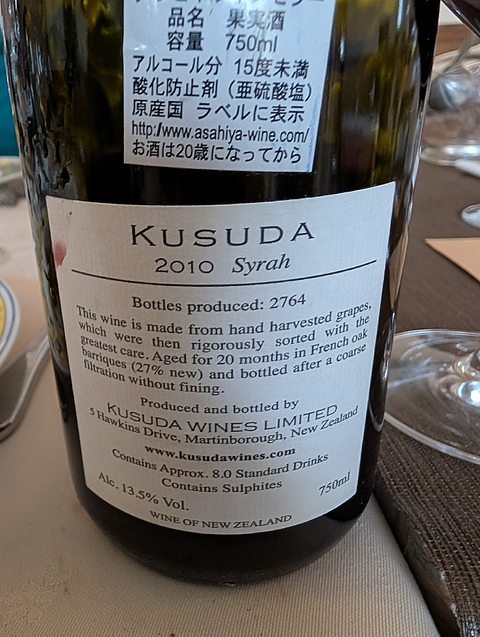 品名 果実酒
容量 750ml
アルコール分 15度未満
酸化防止剤（亜硫酸塩）
原産国 ラベルに表示
http://www.asahiya-wine.com/
お酒は20歳になってから
KUSUDA
2010 Syrah
Bottles produced: 2764
This wine is made from hand harvested grapes,
which were then rigorously sorted with the
greatest care. Aged for 20 months in French oak
barriques (27% new) and bottled after a coarse
filtration without fining.
Produced and bottled by
KUSUDA WINES LIMITED
5 Hawkins Drive, Martinborough, New Zealand
www.kusudawines.com
Contains Approx. 8.0 Standard Drinks
Contains Sulphites
Alc. 13.5% Vol. 750ml
WINE OF NEW ZEALAND